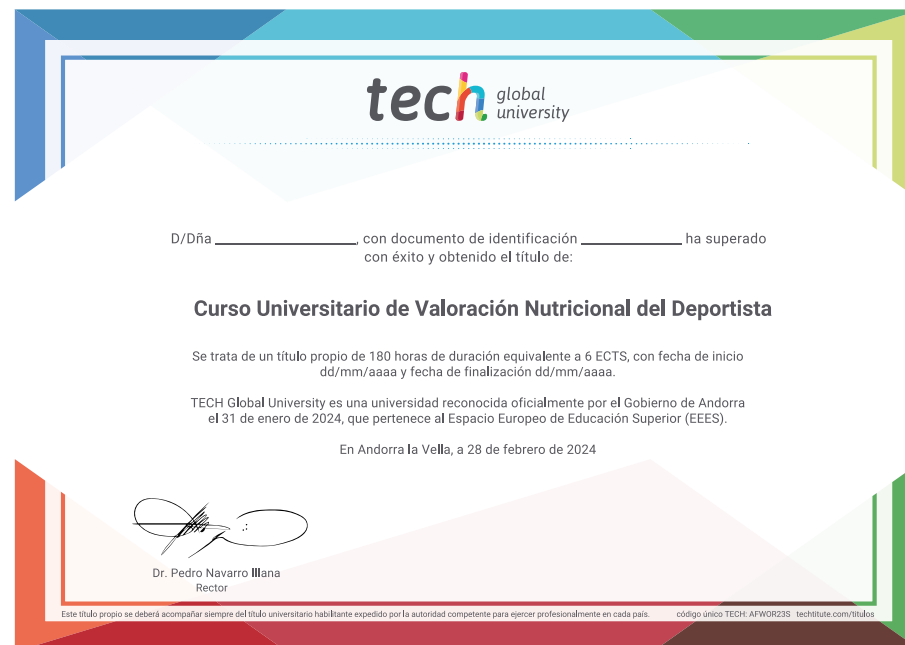 tech global university
D/Dña ____________, con documento de identificación ____________ ha superado
con éxito y obtenido el título de:
Curso Universitario de Valoración Nutricional del Deportista
Se trata de un título propio de 180 horas de duración equivalente a 6 ECTS, con fecha de inicio
dd/mm/aaaa y fecha de finalización dd/mm/aaaa.
TECH Global University es una universidad reconocida oficialmente por el Gobierno de Andorra
el 31 de enero de 2024, que pertenece al Espacio Europeo de Educación Superior (EEES).
En Andorra la Vella, a 28 de febrero de 2024
Dr. Pedro Navarro Illana
Rector
Este título propio se deberá acompañar siempre del título universitario habilitante expedido por la autoridad competente para ejercer profesionalmente en cada país. código único TECH: AFWOR23S techtitute.com/titulos